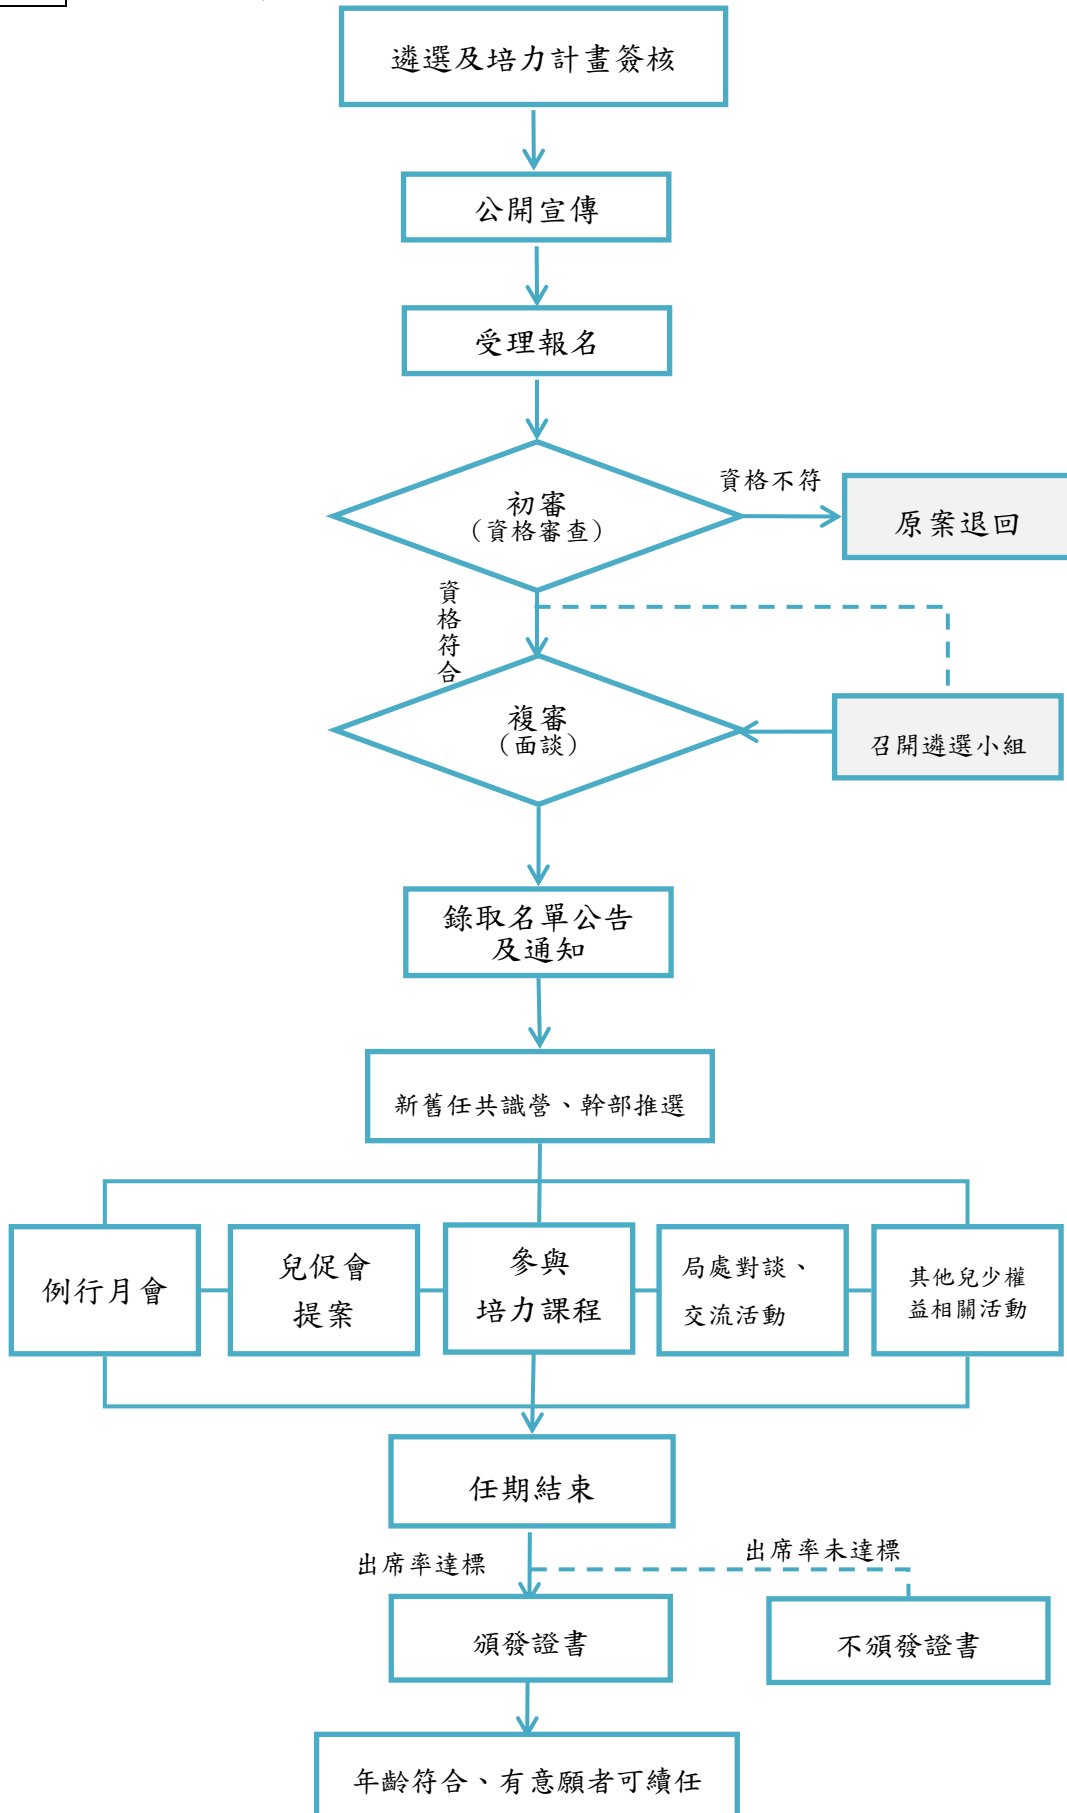 遴選及培力計畫簽核
公開宣傳
受理報名
初審
（資格審查）
資格不符
原案退回
資格符合
複審
（面談）
召開遴選小組
錄取名單公告
及通知
新舊任共識營、幹部推選
例行月會
兒促會
提案
參與
培力課程
局處對談、
交流活動
其他兒少權
益相關活動
任期結束
出席率達標
出席率未達標
頒發證書
不頒發證書
年齡符合、有意願者可續任